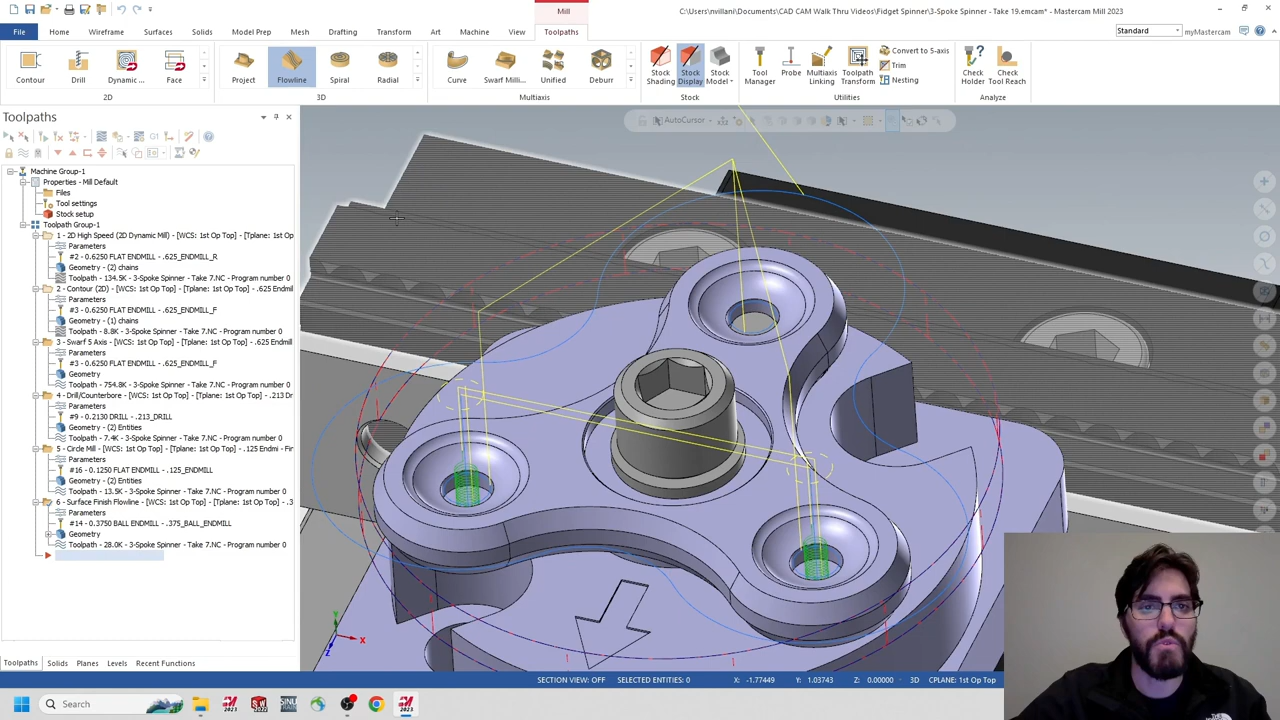 Mill
C:\Users\nvillani\Documents\CAD CAM Walk Thru Videos\Fidget Spinner\3-Spoke Spinner - Take 19.emcam* - Mastercam Mill 2023
File Home Wireframe Surfaces Solids Model Prep Mesh Drafting Transform Art Machine View Toolpaths
Standard
myMastercam
Contour Drill Dynamic ... Face
Project Flowline Spiral Radial
Curve Swarf Milli... Unified Deburr
Stock Shading Stock Display Stock Model
Tool Manager Probe Multiaxis Linking Toolpath Transform
Convert to 5-axis
Trim
Nesting
Check Holder Check Tool Reach
2D 3D Multiaxis Stock Utilities Analyze
Toolpaths
AutoCursor
G1
Machine Group-1
Properties - Mill Default
Files
Tool settings
Stock setup
Toolpath Group-1
1 - 2D High Speed (2D Dynamic Mill) - [WCS: 1st Op Top] - [Tplane: 1st Op
Parameters
#2 - 0.6250 FLAT ENDMILL - .625_ENDMILL_R
Geometry - (2) chains
Toolpath - 134.5K - 3-Spoke Spinner - Take 7.NC - Program number 0
2 - Contour (2D) - [WCS: 1st Op Top] - [Tplane: 1st Op Top] - .625 Endmil
Parameters
#3 - 0.6250 FLAT ENDMILL - .625_ENDMILL_F
Geometry - (1) chains
Toolpath - 8.8K - 3-Spoke Spinner - Take 7.NC - Program number 0
3 - Swarf 5 Axis - [WCS: 1st Op Top] - [Tplane: 1st Op Top] - .625 Endmill
Parameters
#3 - 0.6250 FLAT ENDMILL - .625_ENDMILL_F
Geometry
Toolpath - 754.8K - 3-Spoke Spinner - Take 7.NC - Program number 0
4 - Drill/Counterbore - [WCS: 1st Op Top] - [Tplane: 1st Op Top] - .213 Dr
Parameters
#9 - 0.2130 DRILL - .213_DRILL
Geometry - (2) Entities
Toolpath - 7.4K - 3-Spoke Spinner - Take 7.NC - Program number 0
5 - Circle Mill - [WCS: 1st Op Top] - [Tplane: 1st Op Top] - .125 Endmi - Fin
Parameters
#16 - 0.1250 FLAT ENDMILL - .125_ENDMILL
Geometry - (2) Entities
Toolpath - 13.5K - 3-Spoke Spinner - Take 7.NC - Program number 0
6 - Surface Finish Flowline - [WCS: 1st Op Top] - [Tplane: 1st Op Top] - .3
Parameters
#14 - 0.3750 BALL ENDMILL - .375_BALL_ENDMILL
Geometry
Toolpath - 28.0K - 3-Spoke Spinner - Take 7.NC - Program number 0
Y
X
Z
Toolpaths Solids Planes Levels Recent Functions
SECTION VIEW: OFF SELECTED ENTITIES: 0 X: -1.77449 Y: 1.03743 Z: 0.00000 3D CPLANE: 1st Op Top
Search